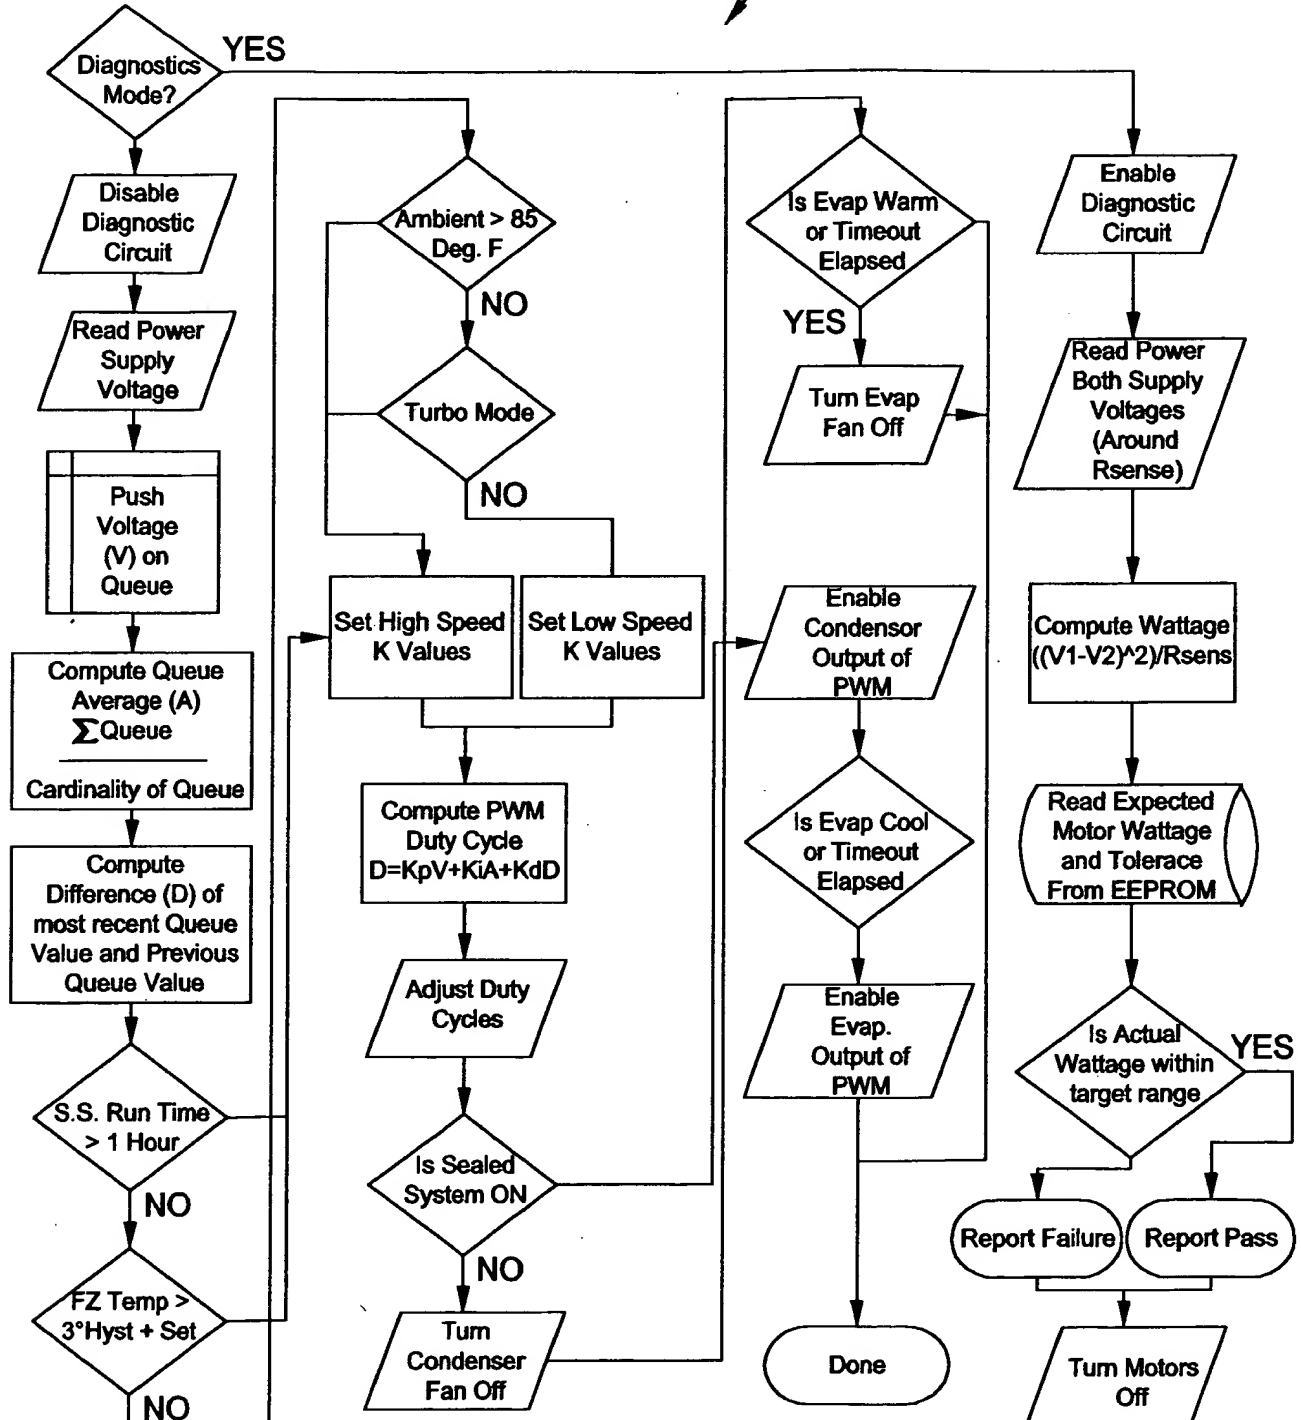 Diagnostics
Mode?
YES
Disable
Diagnostic
Circuit
Read Power
Supply
Voltage
Push
Voltage
(V) on
Queue
Compute Queue
Average (A)
∑Queue
Cardinality of Queue
Compute
Difference (D) of
most recent Queue
Value and Previous
Queue Value
S.S. Run Time
> 1 Hour
NO
FZ Temp >
3°Hyst + Set
NO
Ambient > 85
Deg. F
NO
Turbo Mode
NO
Set High Speed
K Values
Set Low Speed
K Values
Compute PWM
Duty Cycle
D=KpV+KiA+KdD
Adjust Duty
Cycles
Is Sealed
System ON
NO
Turn
Condenser
Fan Off
Is Evap Warm
or Timeout
Elapsed
YES
Turn Evap
Fan Off
Enable
Condensor
Output of
PWM
Is Evap Cool
or Timeout
Elapsed
Enable
Evap.
Output of
PWM
Done
Enable
Diagnostic
Circuit
Read Power
Both Supply
Voltages
(Around
Rsense)
Compute Wattage
((V1-V2)^2)/Rsens
Read Expected
Motor Wattage
and Tolerace
From EEPROM
Is Actual
Wattage within
target range
YES
Report Failure
Report Pass
Turn Motors
Off